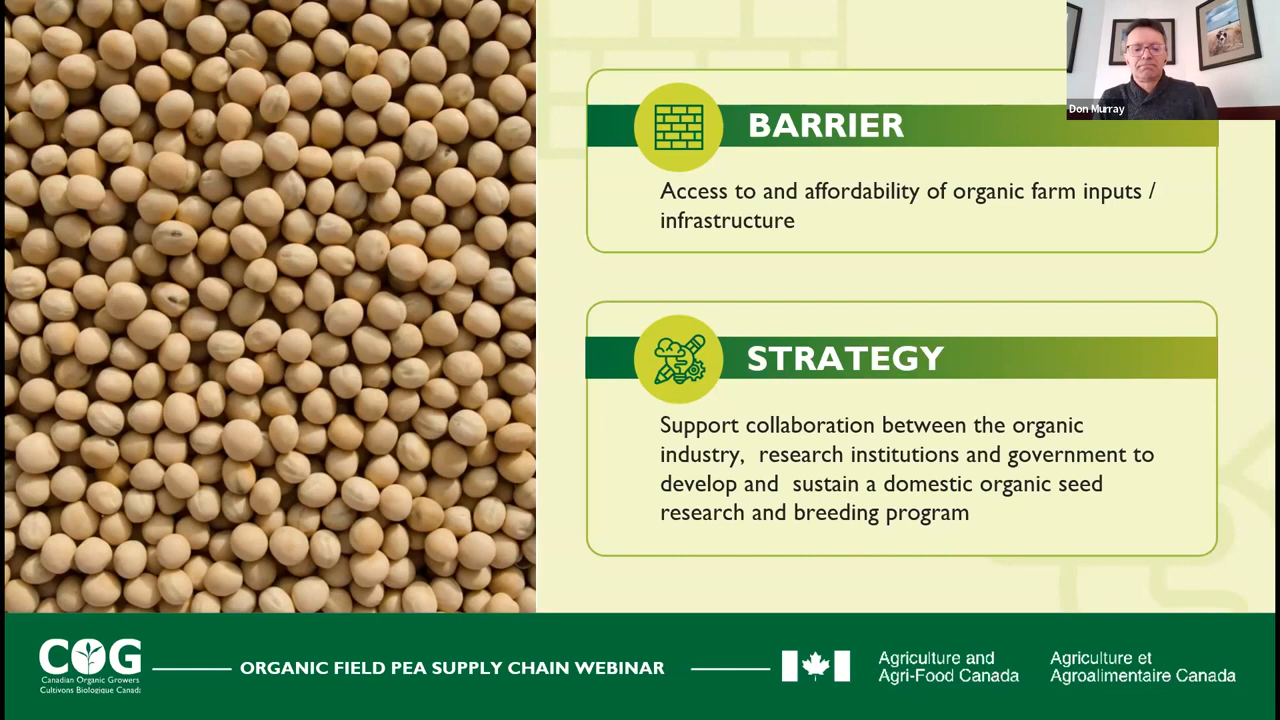 Don Murray
BARRIER
Access to and affordability of organic farm inputs /
infrastructure
STRATEGY
Support collaboration between the organic
industry,  research institutions and government to
develop and  sustain a domestic organic seed
research and breeding program
COG
Canadian Organic Growers
Cultivons Biologique Canada
ORGANIC FIELD PEA SUPPLY CHAIN WEBINAR
Agriculture and
Agri-Food Canada
Agriculture et
Agroalimentaire Canada